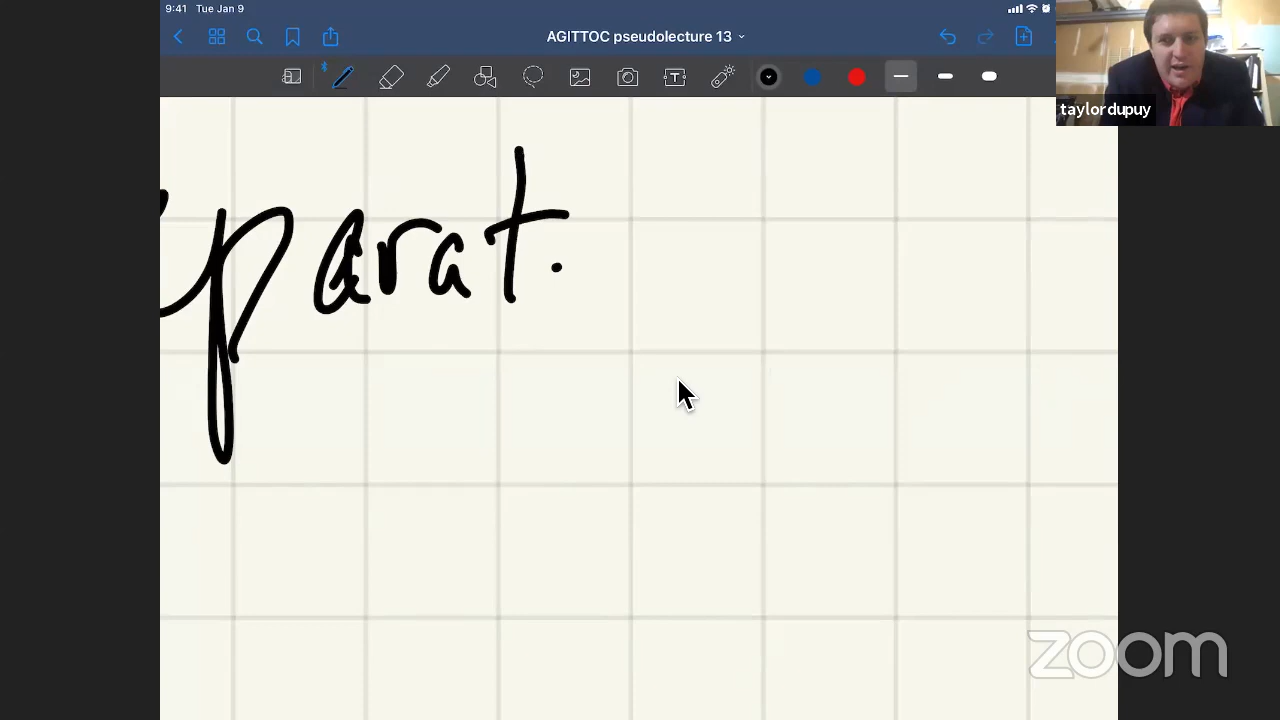 9:41 Tue Jan 9
AGITTOC pseudolecture 13
taylordupuy
parat.
zoom